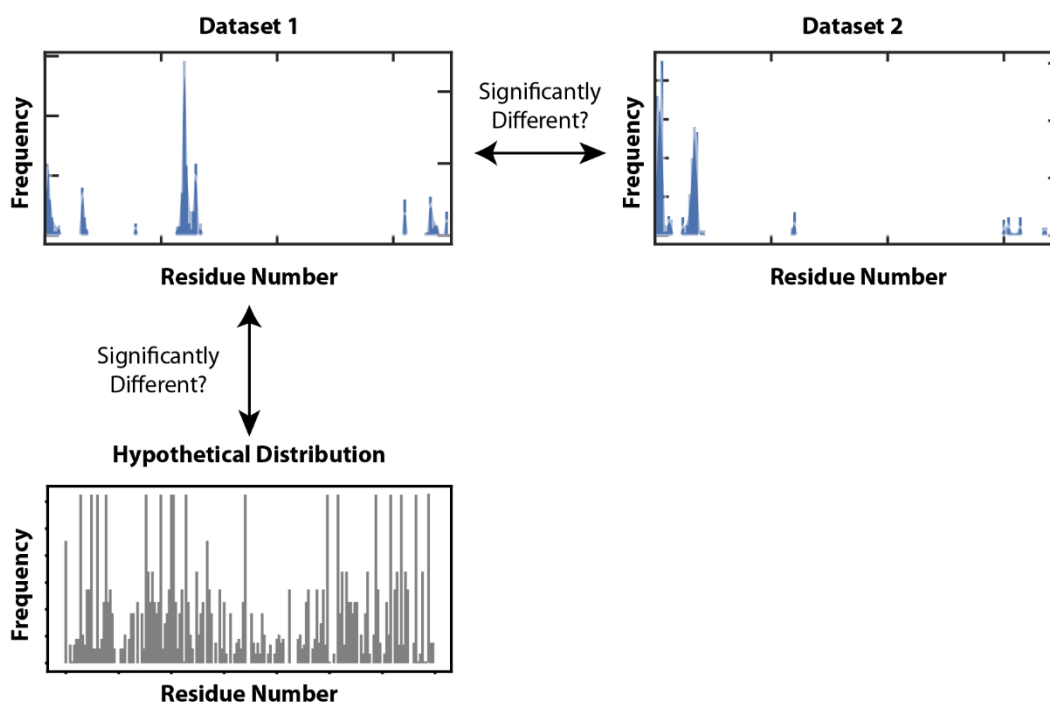 Dataset 1
Dataset 2
Frequency
Significantly
Different?
Frequency
Residue Number
Residue Number
Significantly
Different?
Hypothetical Distribution
Frequency
Residue Number